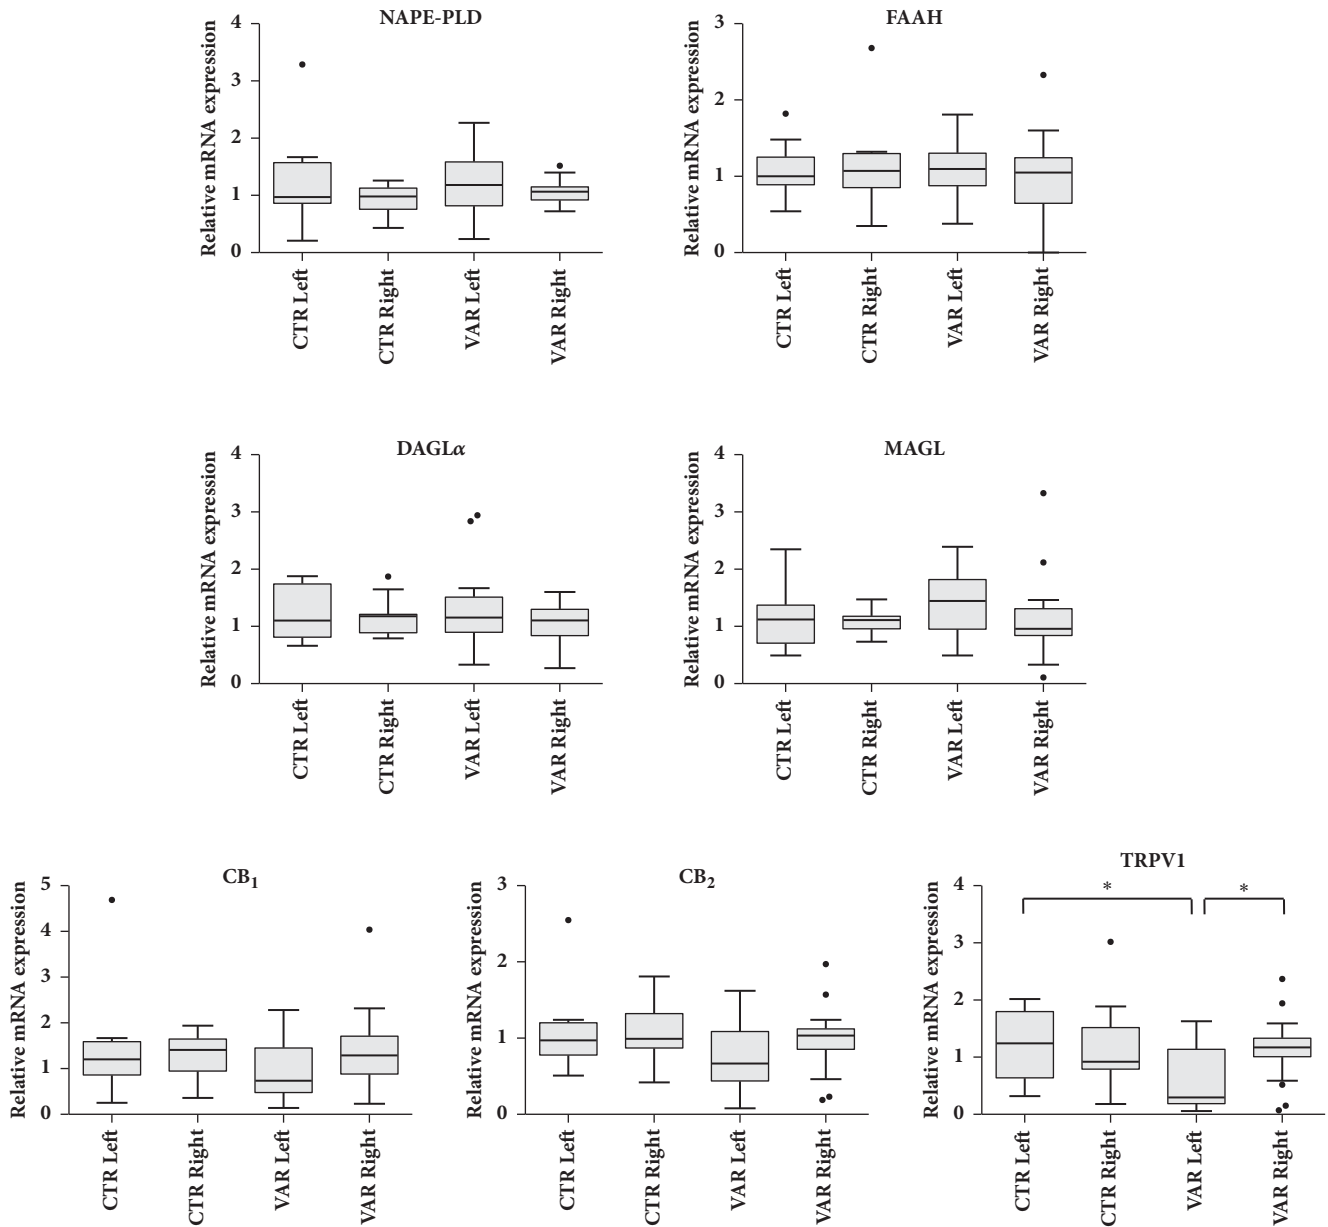 NAPE-PLD
Relative mRNA expression
4
3
2
1
0
CTR Left
CTR Right
VAR Left
VAR Right
FAAH
Relative mRNA expression
3
2
1
0
CTR Left
CTR Right
VAR Left
VAR Right
DAGLα
Relative mRNA expression
4
3
2
1
0
CTR Left
CTR Right
VAR Left
VAR Right
MAGL
Relative mRNA expression
4
3
2
1
0
CTR Left
CTR Right
VAR Left
VAR Right
CB₁
Relative mRNA expression
5
4
3
2
1
0
CTR Left
CTR Right
VAR Left
VAR Right
CB₂
Relative mRNA expression
3
2
1
0
CTR Left
CTR Right
VAR Left
VAR Right
TRPV1
Relative mRNA expression
4
3
2
1
0
* *
CTR Left
CTR Right
VAR Left
VAR Right